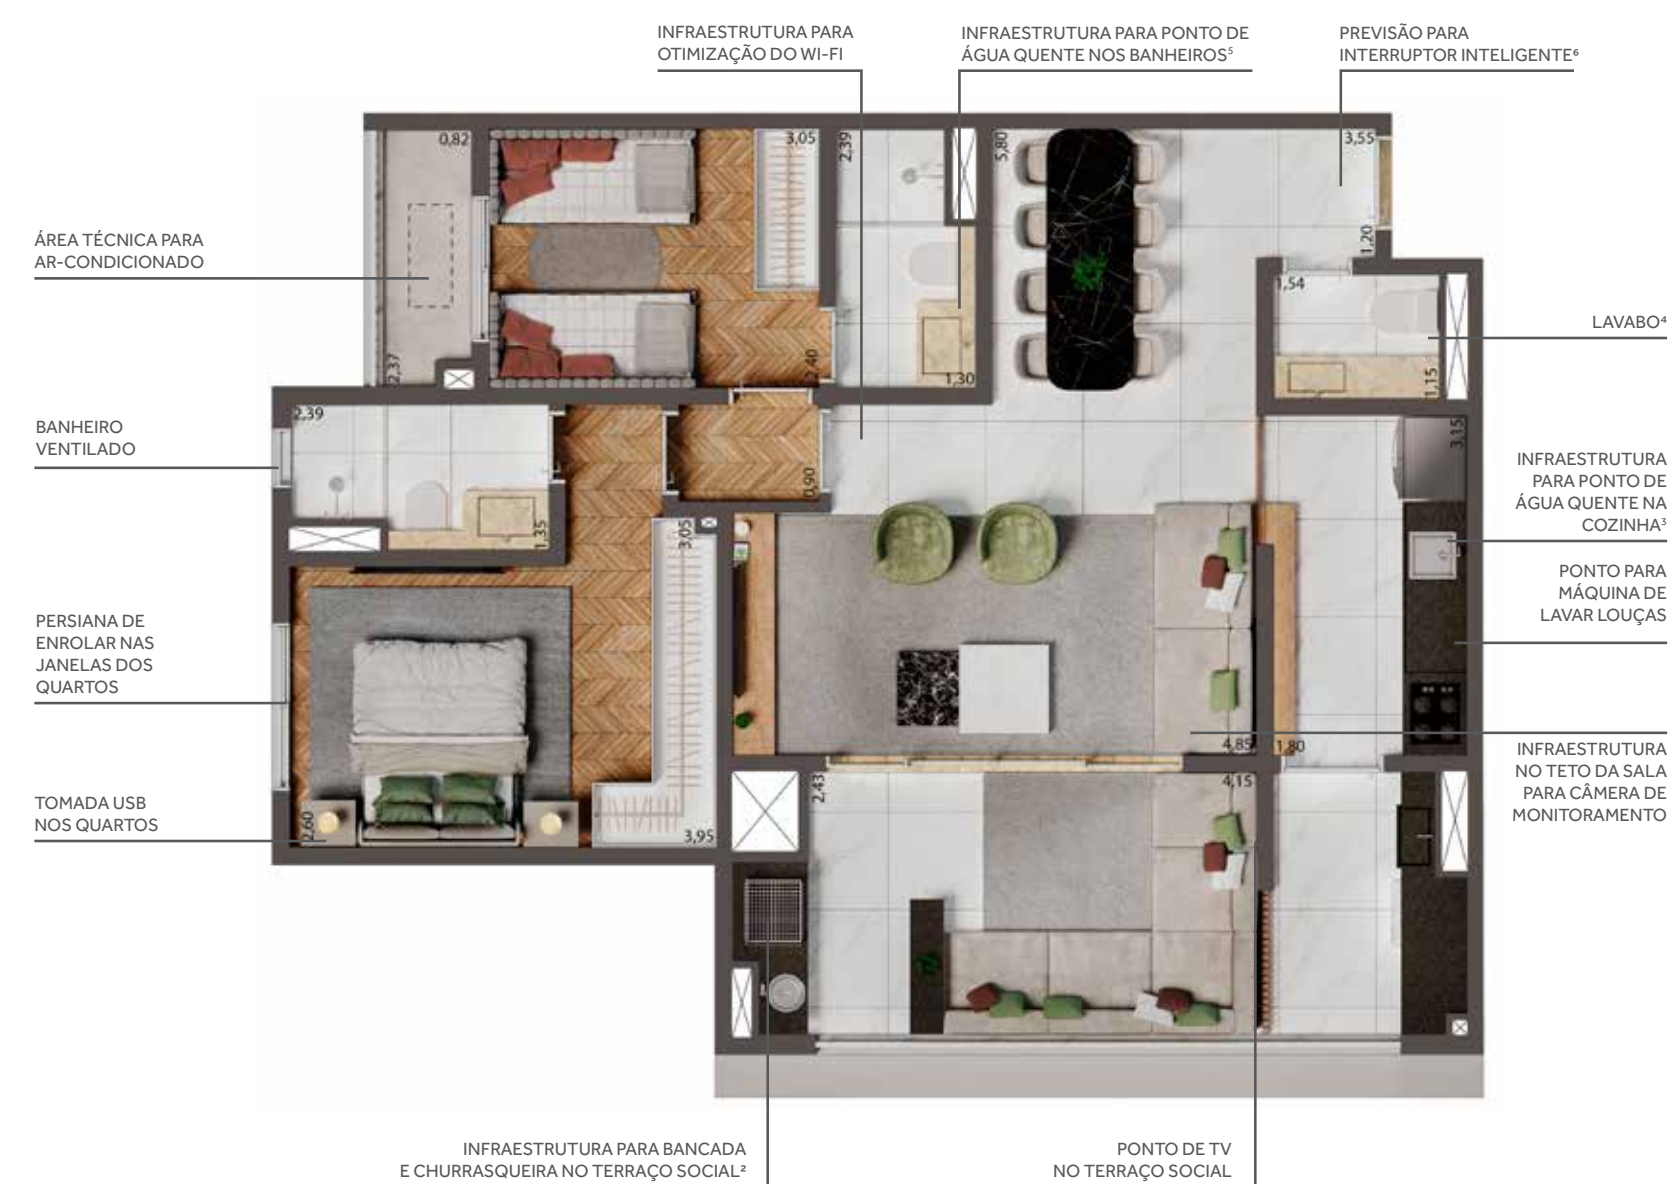 INFRAESTRUTURA PARA
OTIMIZAÇÃO DO WI-FI
INFRAESTRUTURA PARA PONTO DE
ÁGUA QUENTE NOS BANHEIROS⁵
PREVISÃO PARA
INTERRUPTOR INTELIGENTE⁶
0,82
3,05
2,39
5,80
3,55
ÁREA TÉCNICA PARA
AR-CONDICIONADO
1,20
1,54
LAVABO⁴
2,37
2,40
1,30
1,15
BANHEIRO
VENTILADO
2,39
3,15
0,90
1,35
3,05
INFRAESTRUTURA
PARA PONTO DE
ÁGUA QUENTE NA
COZINHA³
PONTO PARA
MÁQUINA DE
LAVAR LOUÇAS
PERSIANA DE
ENROLAR NAS
JANELAS DOS
QUARTOS
4,85
1,80
INFRAESTRUTURA
NO TETO DA SALA
PARA CÂMERA DE
MONITORAMENTO
2,43
4,15
TOMADA USB
NOS QUARTOS
2,60
3,95
INFRAESTRUTURA PARA BANCADA
E CHURRASQUEIRA NO TERRAÇO SOCIAL²
PONTO DE TV
NO TERRAÇO SOCIAL